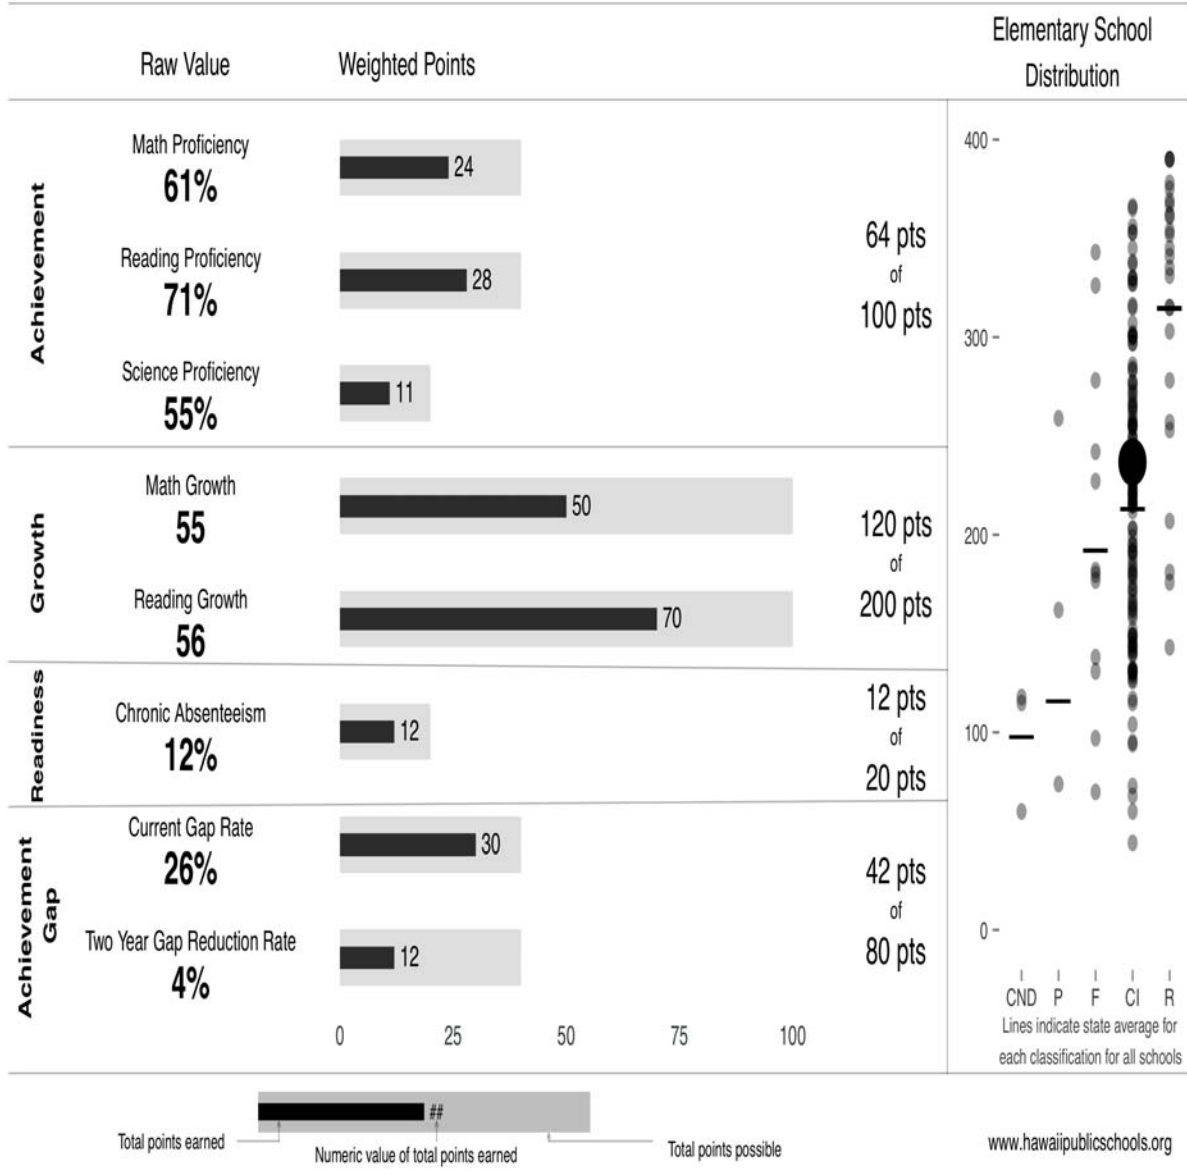 Raw Value
Weighted Points
Elementary School
Distribution
Achievement
Math Proficiency
61%
24
Reading Proficiency
71%
28
Science Proficiency
55%
11
64 pts
of
100 pts
Growth
Math Growth
55
50
Reading Growth
56
70
120 pts
of
200 pts
Readiness
Chronic Absenteeism
12%
12
12 pts
of
20 pts
Achievement
Gap
Current Gap Rate
26%
30
Two Year Gap Reduction Rate
4%
12
42 pts
of
80 pts
0 25 50 75 100
400
300
200
100
0
CND P F CI R
Lines indicate state average for
each classification for all schools
##
Total points earned
Numeric value of total points earned
Total points possible
www.hawaiipublicschools.org